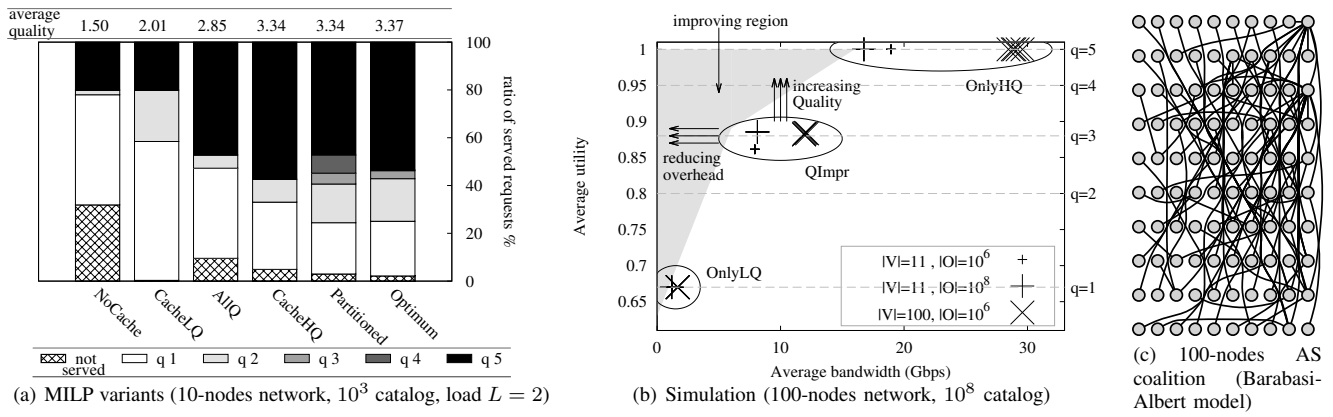 average
quality
1.50 2.01 2.85 3.34 3.34 3.37
100
80
60
40
20
0
ratio of served requests %
NoCache
CacheLQ
AllQ
CacheHQ
Partitioned
Optimum
not
served
q 1
q 2
q 3
q 4
q 5
(a) MILP variants (10-nodes network, 10³ catalog, load L = 2)
improving region
1
0.95
0.9
0.85
0.8
0.75
0.7
0.65
Average utility
q=5
q=4
q=3
q=2
q=1
OnlyHQ
increasing
Quality
reducing
overhead
QImpr
OnlyLQ
|V|=11 , |O|=10⁶
|V|=11 , |O|=10⁸
|V|=100, |O|=10⁶
0 10 20 30
Average bandwidth (Gbps)
(b) Simulation (100-nodes network, 10⁸ catalog)
(c) 100-nodes AS
coalition (Barabasi-
Albert model)